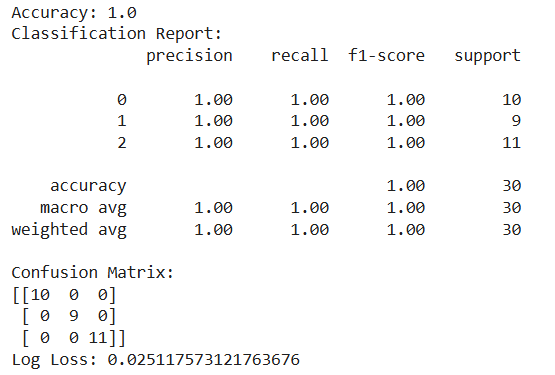 Accuracy: 1.0
Classification Report:
              precision    recall  f1-score   support

           0       1.00      1.00      1.00        10
           1       1.00      1.00      1.00         9
           2       1.00      1.00      1.00        11

    accuracy                           1.00        30
   macro avg       1.00      1.00      1.00        30
weighted avg       1.00      1.00      1.00        30

Confusion Matrix:
[[10  0  0]
 [ 0  9  0]
 [ 0  0 11]]
Log Loss: 0.025117573121763676